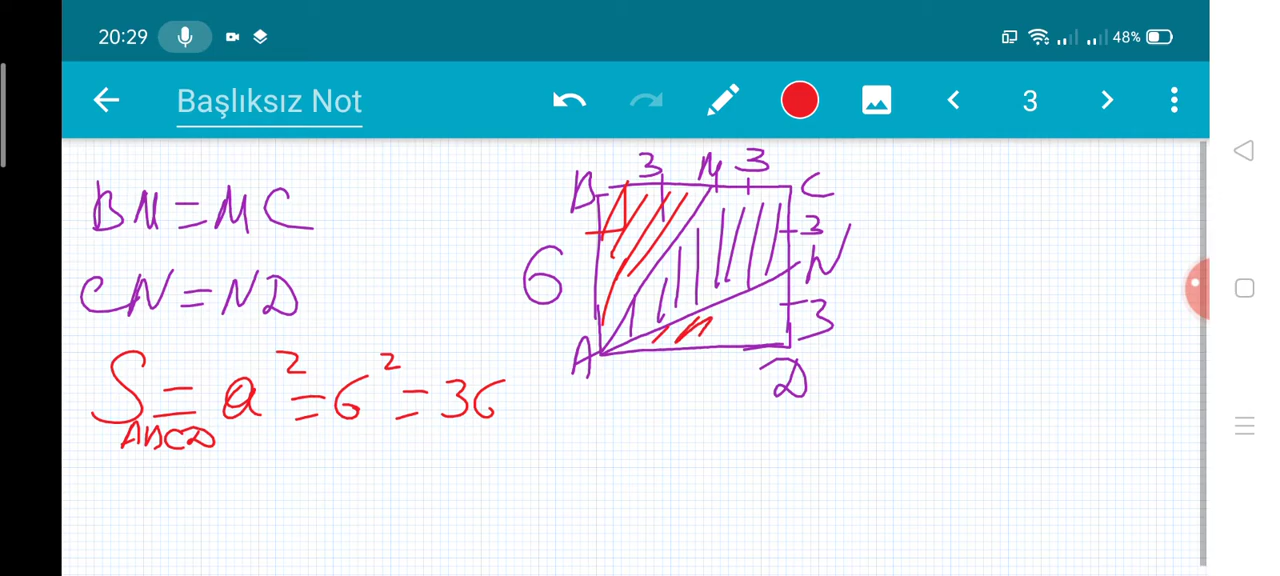 20:29 48%
Başlıksız Not 3
BM=MC
CN=ND
S ABCD = a² = 6² = 36
B 3 M 3 C
3
6 N
3
A D